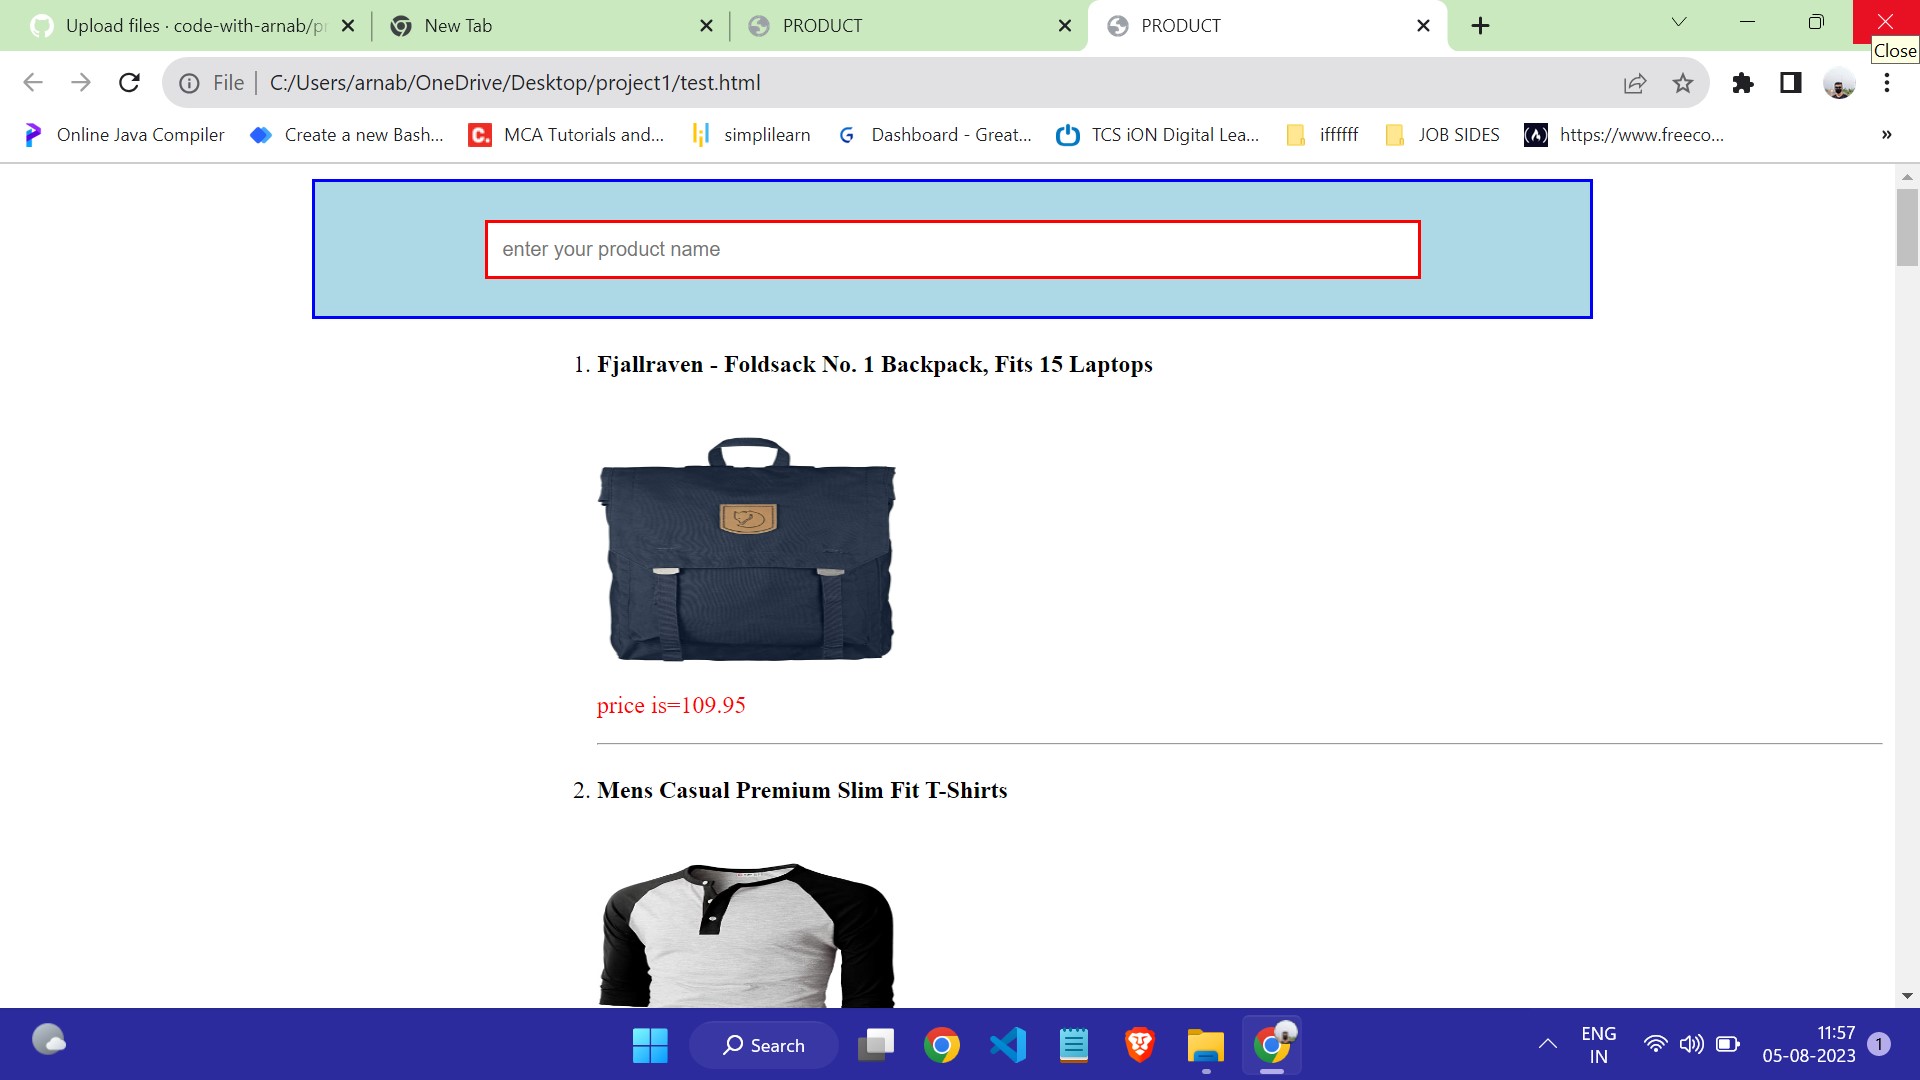 Upload files · code-with-arnab/pr
New Tab
PRODUCT
PRODUCT
Close
File
C:/Users/arnab/OneDrive/Desktop/project1/test.html
Online Java Compiler
Create a new Bash...
C.
MCA Tutorials and...
simplilearn
G
Dashboard - Great...
TCS iON Digital Lea...
iffffff
JOB SIDES
https://www.freeco...
»
enter your product name
1. Fjallraven - Foldsack No. 1 Backpack, Fits 15 Laptops
price is=109.95
2. Mens Casual Premium Slim Fit T-Shirts
Search
ENG
IN
11:57
05-08-2023
1